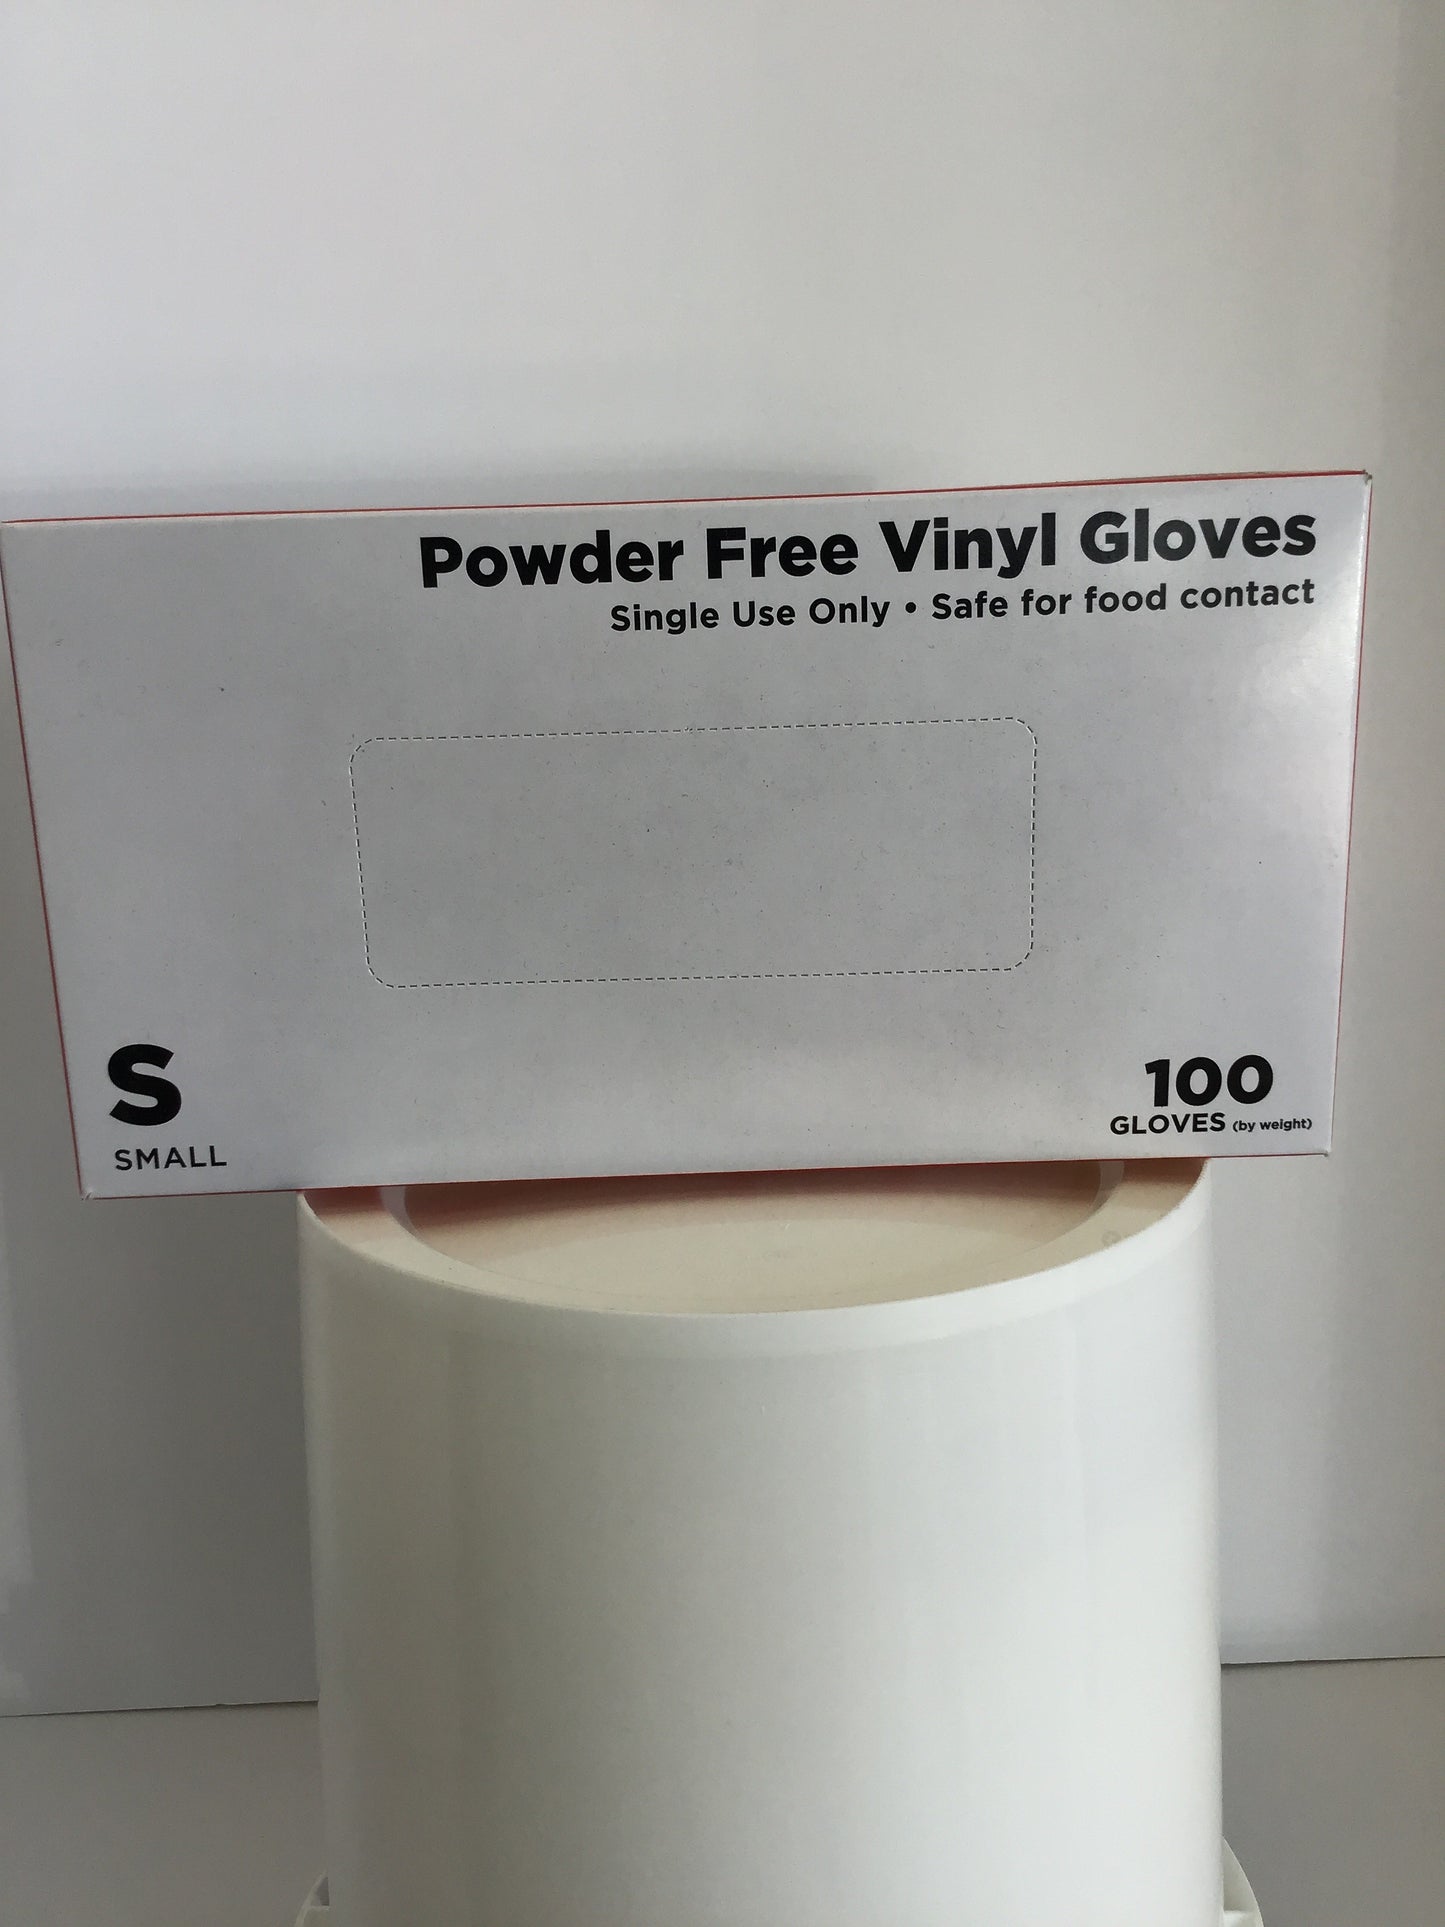 Powder Free Vinyl Gloves
Single Use Only • Safe for food contact
S
SMALL
100
GLOVES (by weight)